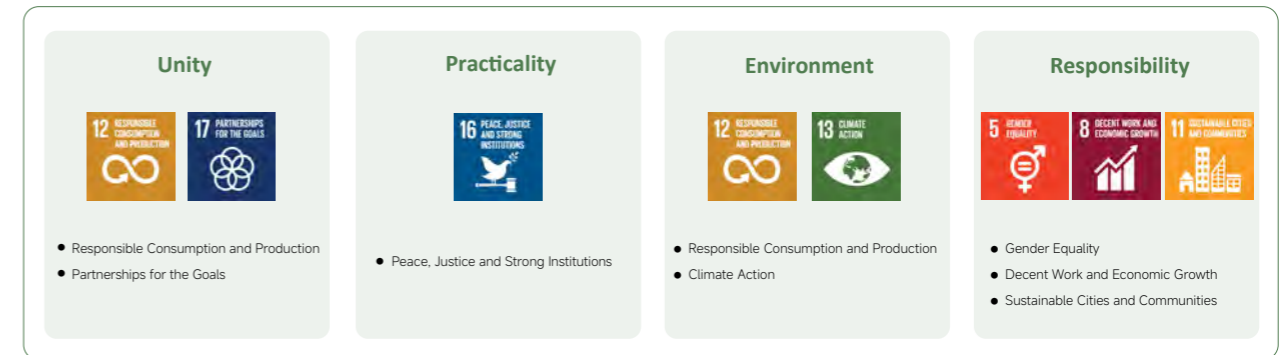 Unity
12 RESPONSIBLE
CONSUMPTION
AND PRODUCTION
17 PARTNERSHIPS
FOR THE GOALS
● Responsible Consumption and Production
● Partnerships for the Goals
Practicality
16 PEACE, JUSTICE
AND STRONG
INSTITUTIONS
● Peace, Justice and Strong Institutions
Environment
12 RESPONSIBLE
CONSUMPTION
AND PRODUCTION
13 CLIMATE
ACTION
● Responsible Consumption and Production
● Climate Action
Responsibility
5 GENDER
EQUALITY
8 DECENT WORK AND
ECONOMIC GROWTH
11 SUSTAINABLE CITIES
AND COMMUNITIES
● Gender Equality
● Decent Work and Economic Growth
● Sustainable Cities and Communities